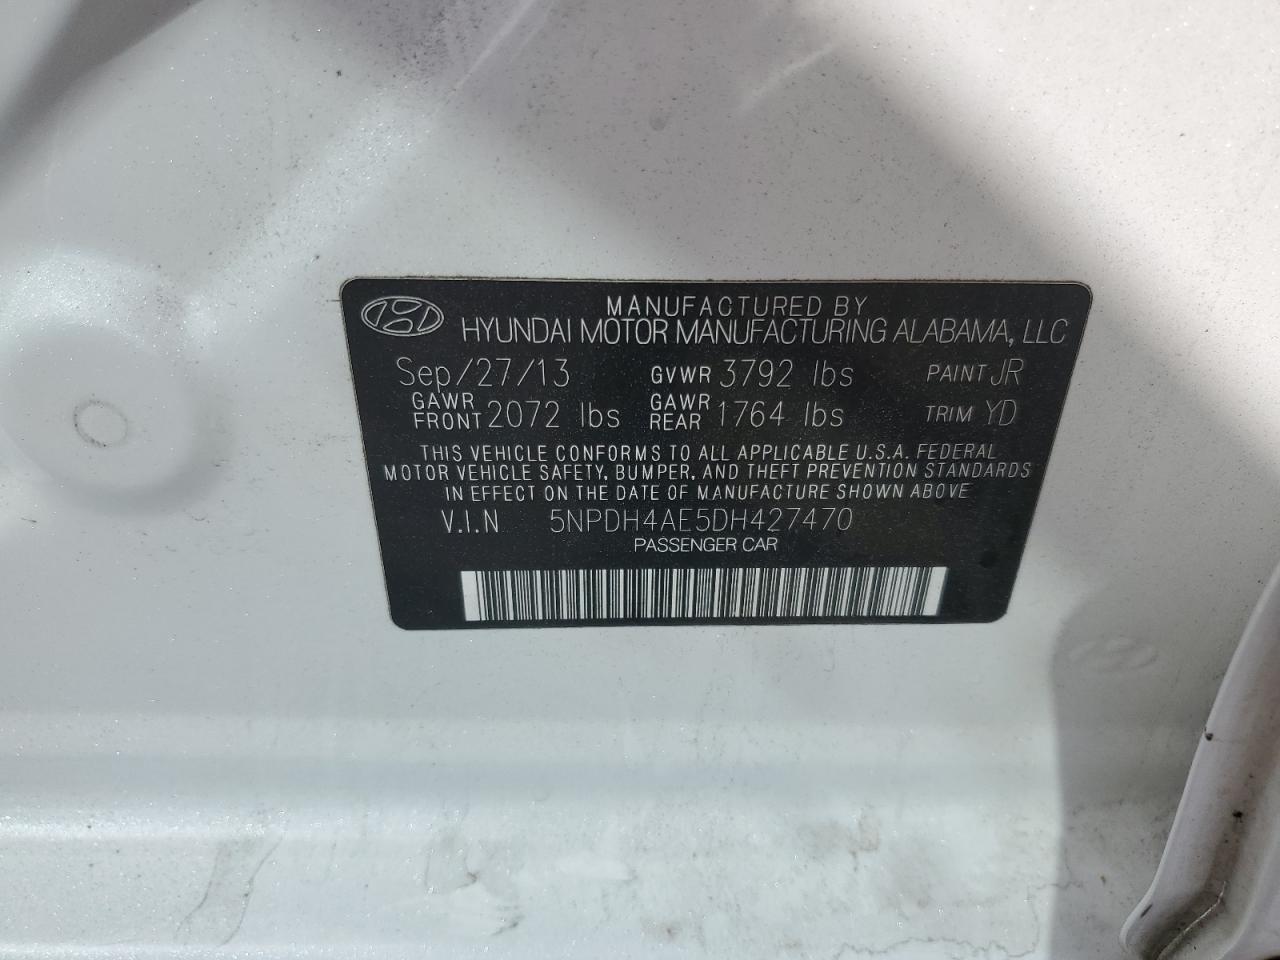 MANUFACTURED BY
HYUNDAI MOTOR MANUFACTURING ALABAMA, LLC
Sep/27/13 GVWR 3792 lbs PAINT JR
GAWR FRONT 2072 lbs GAWR REAR 1764 lbs TRIM YD
THIS VEHICLE CONFORMS TO ALL APPLICABLE U.S.A. FEDERAL
MOTOR VEHICLE SAFETY, BUMPER, AND THEFT PREVENTION STANDARDS
IN EFFECT ON THE DATE OF MANUFACTURE SHOWN ABOVE
V.I.N 5NPDH4AE5DH427470
PASSENGER CAR